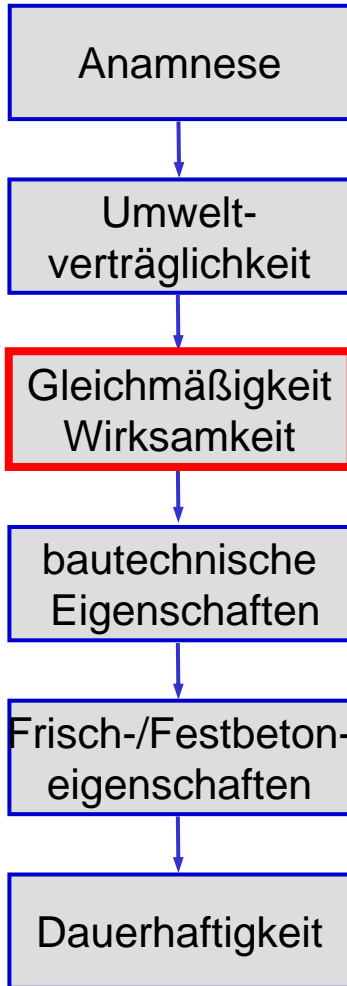 Anamnese
Umwelt-
verträglichkeit
Gleichmäßigkeit
Wirksamkeit
bautechnische
Eigenschaften
Frisch-/Festbeton-
eigenschaften
Dauerhaftigkeit